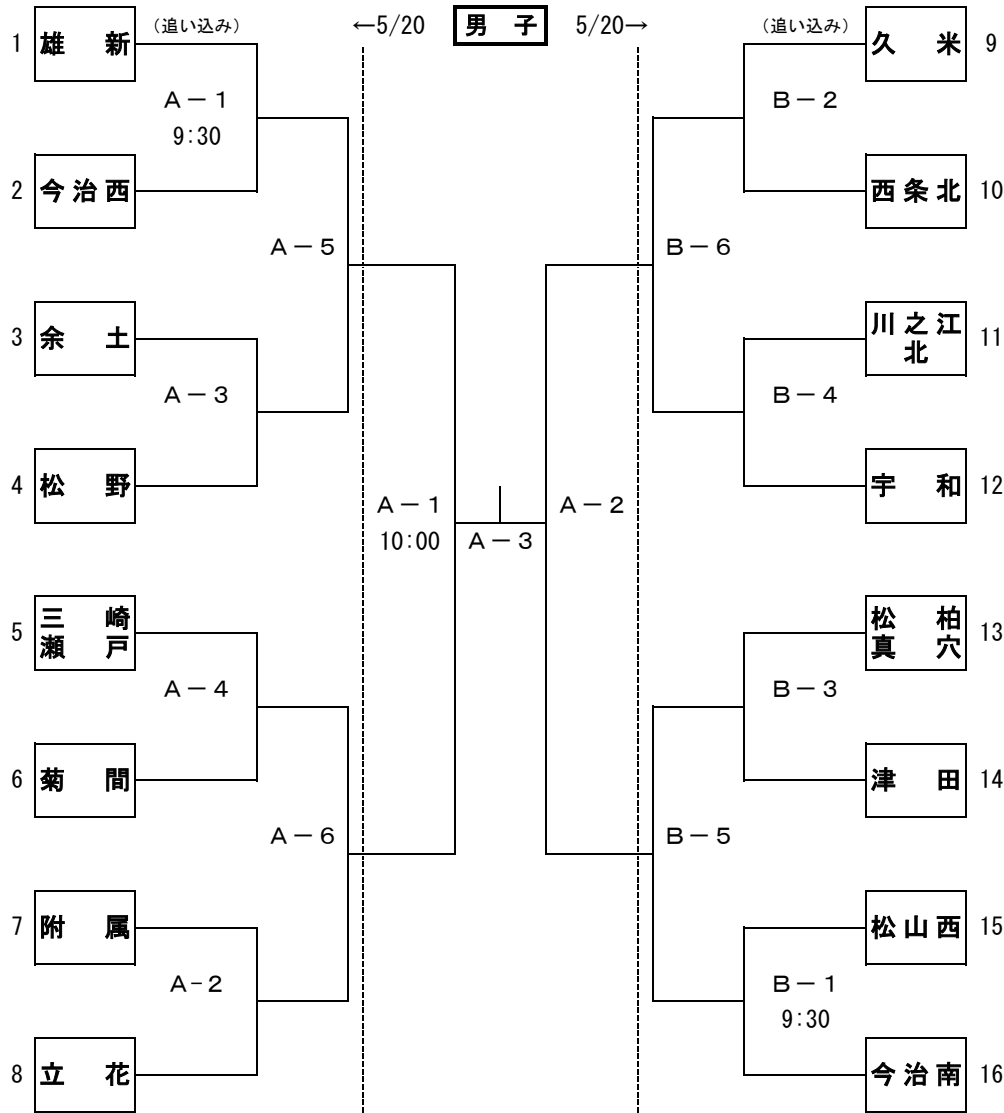 ←5/20 男 子 5/20→
(追い込み) (追い込み)
1 雄 新
久 米 9
A－1
9:30
B－2
2 今 治 西
西 条 北 10
A－5
B－6
3 余 土
川 之 江
北 11
A－3
B－4
4 松 野
宇 和 12
A－1
10:00
A－3
A－2
5 三 崎
瀬 戸
松 柏
真 穴 13
A－4
B－3
6 菊 間
津 田 14
A－6
B－5
7 附 属
松 山 西 15
A-2
B－1
9:30
8 立 花
今 治 南 16